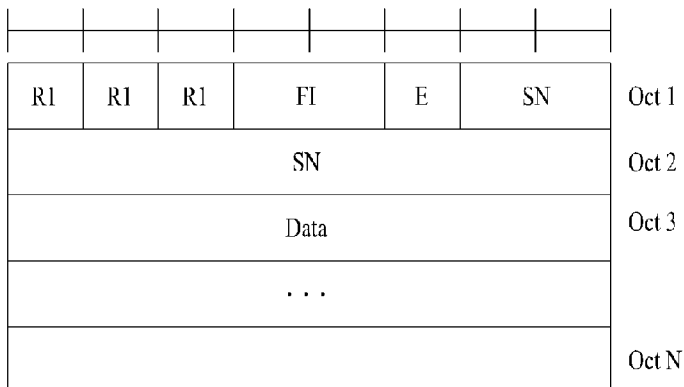 R1 R1 R1 FI E SN Oct 1
SN Oct 2
Data Oct 3
. . .
Oct N